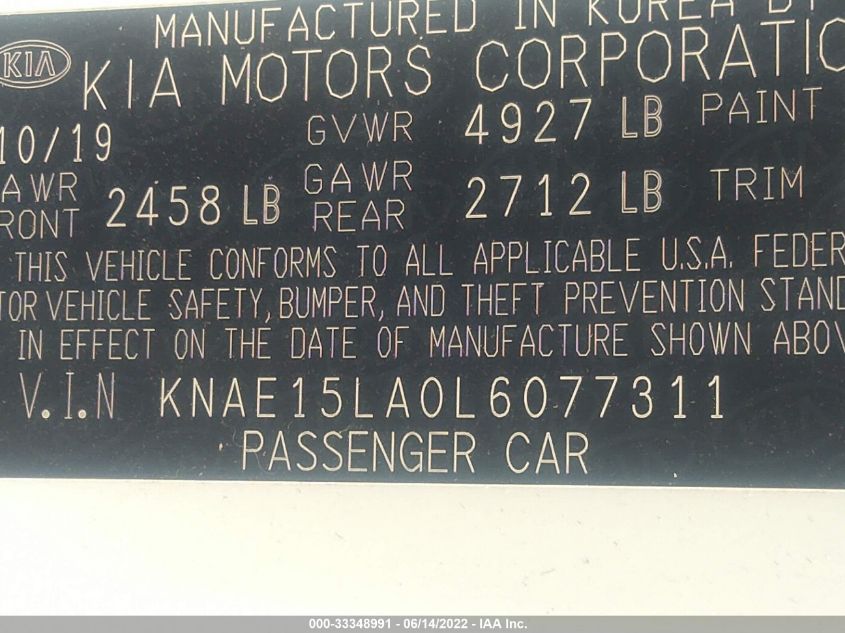 MANUFACTURED IN KOREA BY
KIA KIA MOTORS CORPORATIO
10/19 GVWR 4927 LB PAINT
AWR RONT 2458 LB GAWR REAR 2712 LB TRIM
THIS VEHICLE CONFORMS TO ALL APPLICABLE U.S.A. FEDER
TOR VEHICLE SAFETY, BUMPER, AND THEFT PREVENTION STAND
IN EFFECT ON THE DATE OF MANUFACTURE SHOWN ABOV
V.I.N KNAE15LA0L6077311
PASSENGER CAR
000-33348991 - 06/14/2022 - IAA Inc.